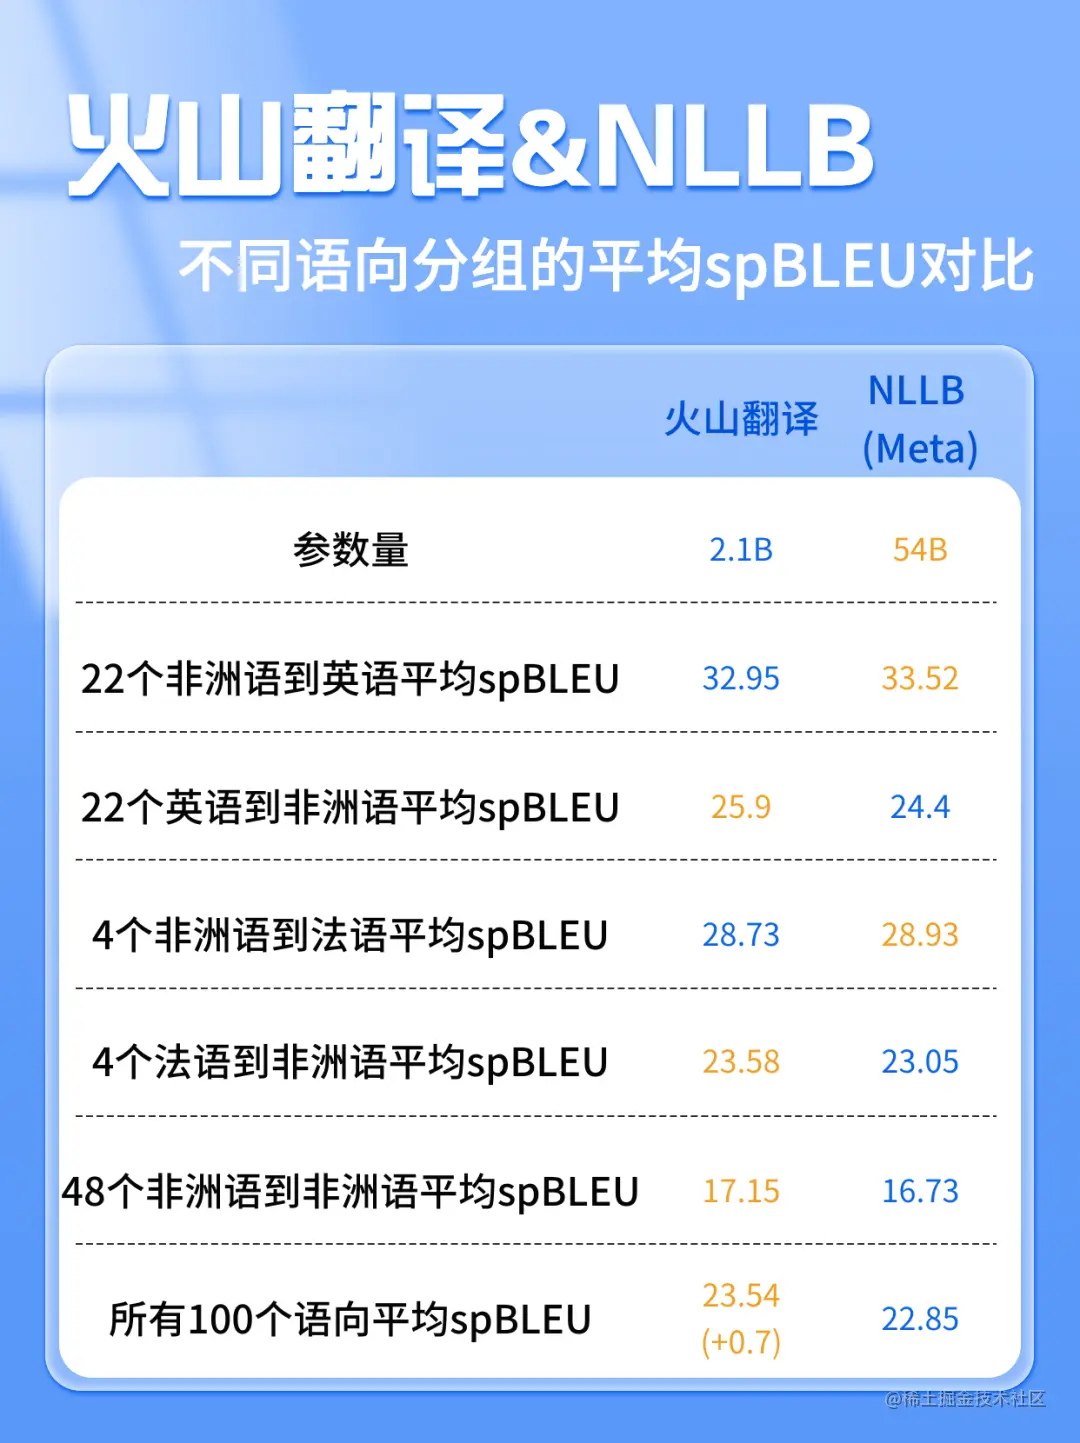 火山翻译&NLLB
不同语向分组的平均spBLEU对比
火山翻译 NLLB
(Meta)
参数量 2.1B 54B
22个非洲语到英语平均spBLEU 32.95 33.52
22个英语到非洲语平均spBLEU 25.9 24.4
4个非洲语到法语平均spBLEU 28.73 28.93
4个法语到非洲语平均spBLEU 23.58 23.05
48个非洲语到非洲语平均spBLEU 17.15 16.73
所有100个语向平均spBLEU 23.54 22.85
(+0.7)
@稀土掘金技术社区